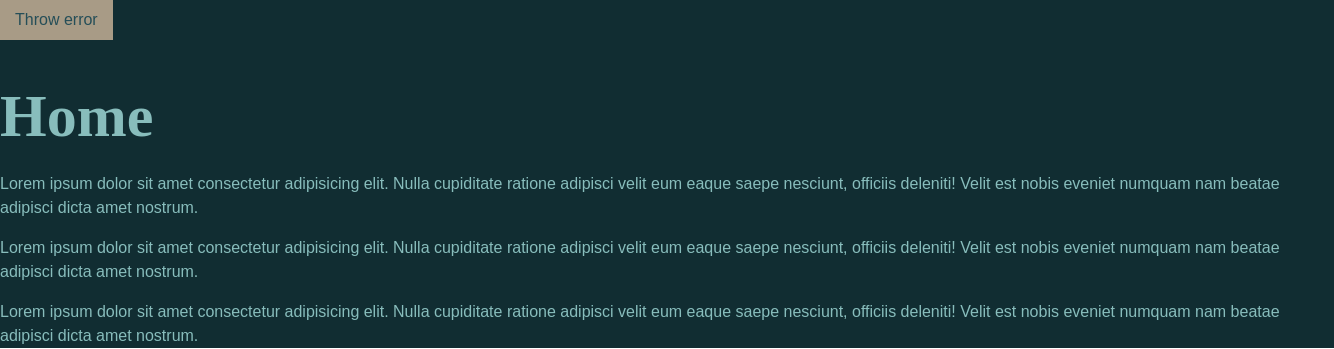 Throw error
Home
Lorem ipsum dolor sit amet consectetur adipisicing elit. Nulla cupiditate ratione adipisci velit eum eaque saepe nesciunt, officiis deleniti! Velit est nobis eveniet numquam nam beatae
adipisci dicta amet nostrum.
Lorem ipsum dolor sit amet consectetur adipisicing elit. Nulla cupiditate ratione adipisci velit eum eaque saepe nesciunt, officiis deleniti! Velit est nobis eveniet numquam nam beatae
adipisci dicta amet nostrum.
Lorem ipsum dolor sit amet consectetur adipisicing elit. Nulla cupiditate ratione adipisci velit eum eaque saepe nesciunt, officiis deleniti! Velit est nobis eveniet numquam nam beatae
adipisci dicta amet nostrum.